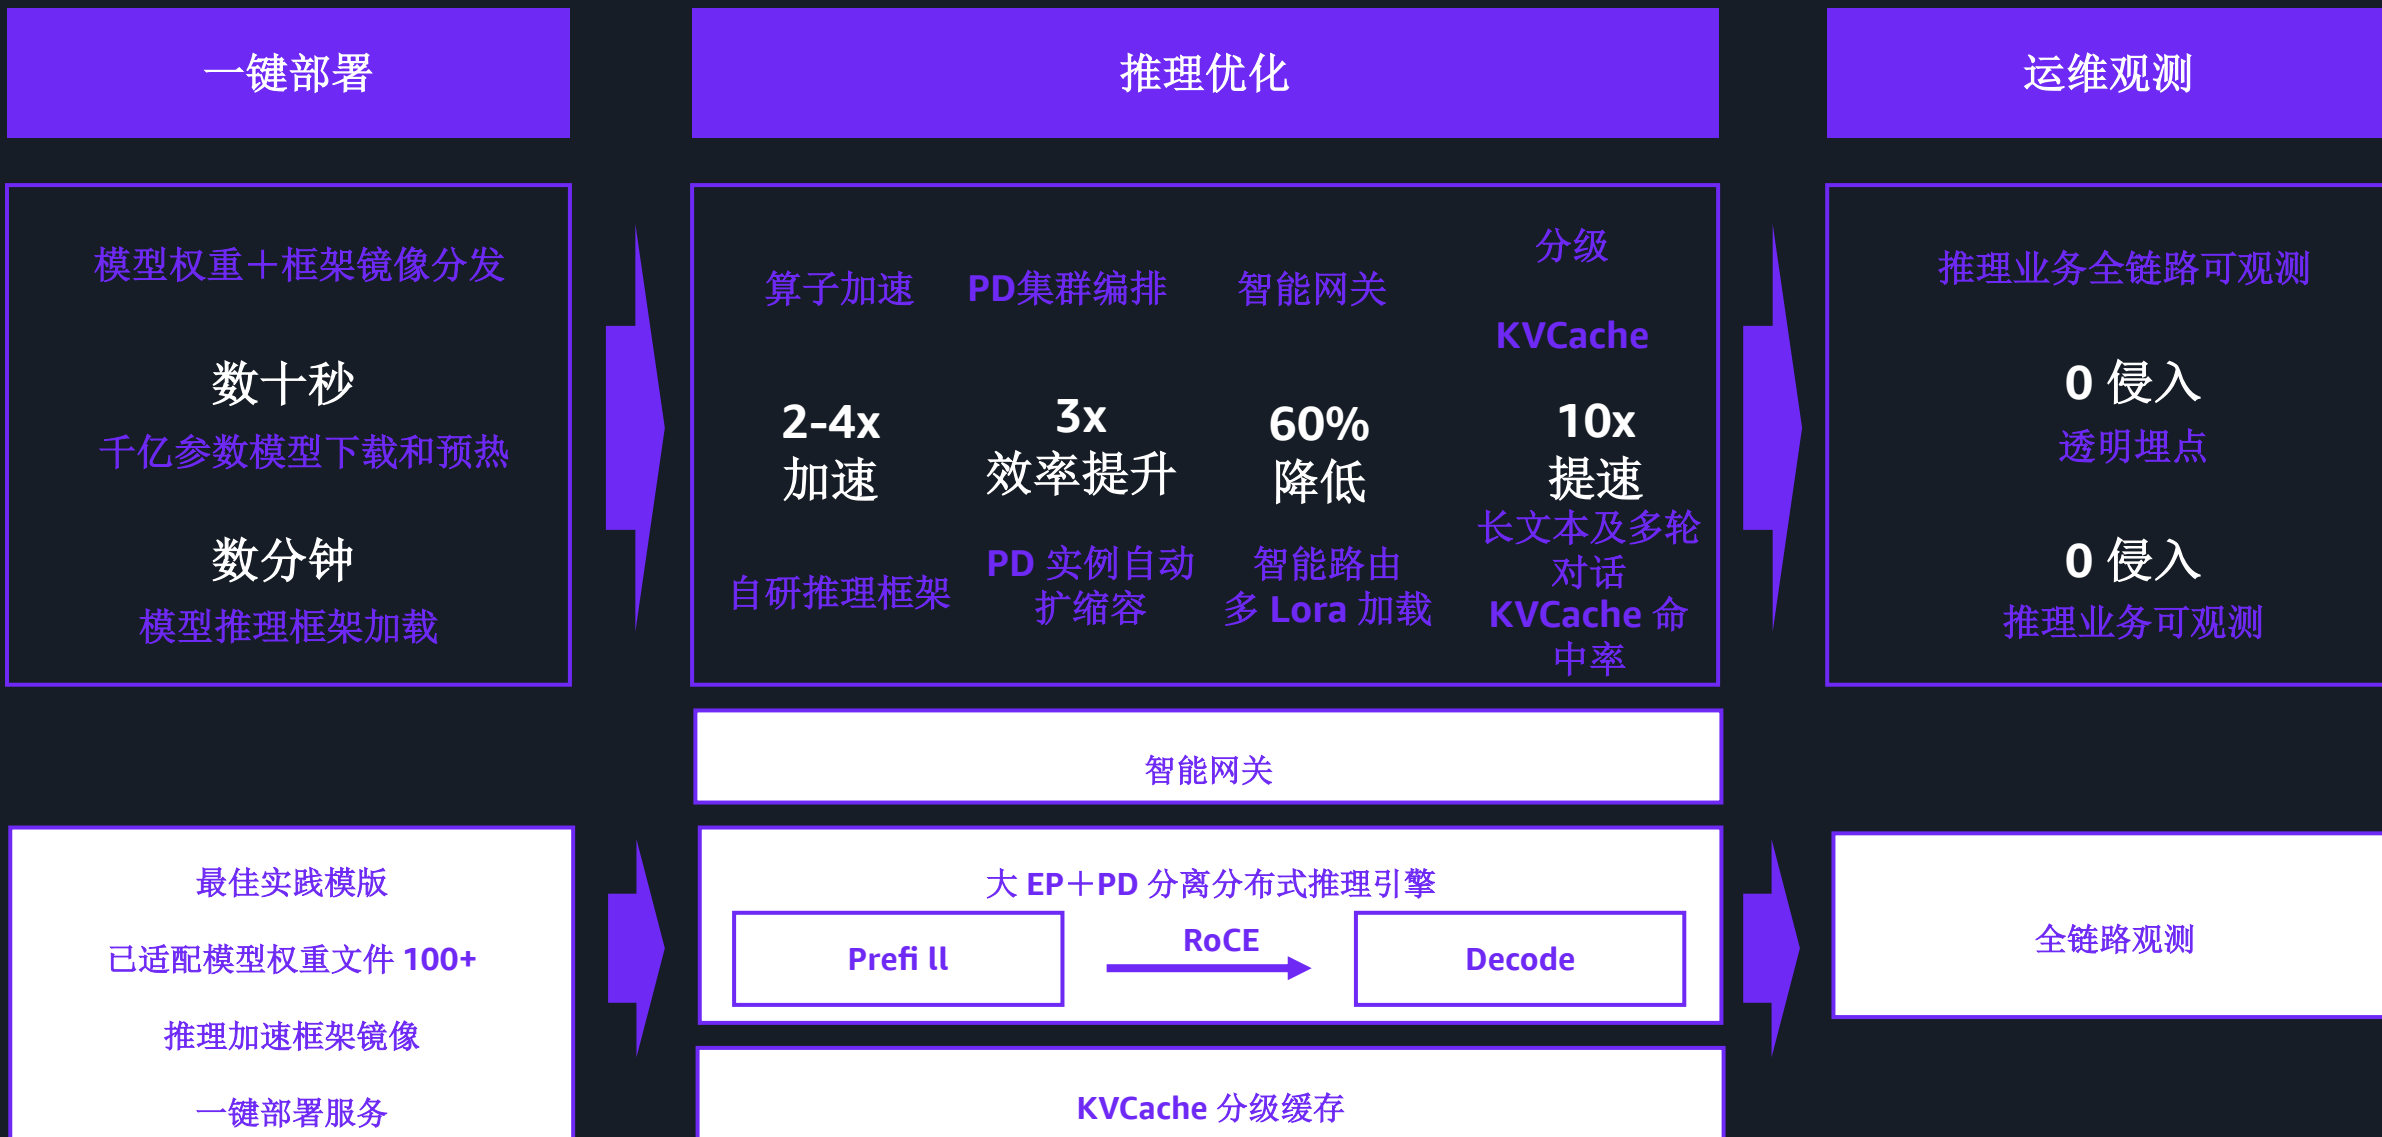 一键部署
推理优化
运维观测
模型权重＋框架镜像分发
数十秒
千亿参数模型下载和预热
数分钟
模型推理框架加载
算子加速
2-4x
加速
自研推理框架
PD集群编排
3x
效率提升
PD 实例自动
扩缩容
智能网关
60%
降低
智能路由
多 Lora 加载
分级
KVCache
10x
提速
长文本及多轮
对话
KVCache 命
中率
推理业务全链路可观测
0 侵入
透明埋点
0 侵入
推理业务可观测
最佳实践模版
已适配模型权重文件 100+
推理加速框架镜像
一键部署服务
智能网关
大 EP＋PD 分离分布式推理引擎
Prefi ll
RoCE
Decode
KVCache 分级缓存
全链路观测